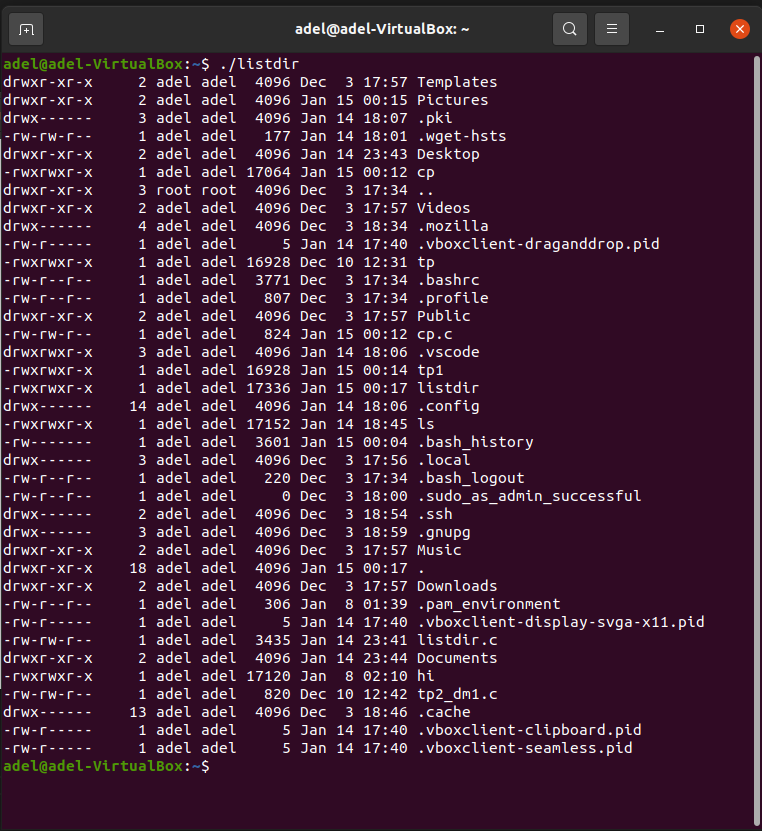 adel@adel-VirtualBox: ~
adel@adel-VirtualBox:~$ ./listdir
drwxr-xr-x     2 adel adel  4096 Dec  3 17:57 Templates
drwxr-xr-x     2 adel adel  4096 Jan 15 00:15 Pictures
drwx------     3 adel adel  4096 Jan 14 18:07 .pki
-rw-rw-r--     1 adel adel   177 Jan 14 18:01 .wget-hsts
drwxr-xr-x     2 adel adel  4096 Jan 14 23:43 Desktop
-rwxrwxr-x     1 adel adel 17064 Jan 15 00:12 cp
drwxr-xr-x     3 root root  4096 Dec  3 17:34 ..
drwxr-xr-x     2 adel adel  4096 Dec  3 17:57 Videos
drwx------     4 adel adel  4096 Dec  3 18:34 .mozilla
-rw-r-----     1 adel adel     5 Jan 14 17:40 .vboxclient-draganddrop.pid
-rwxrwxr-x     1 adel adel 16928 Dec 10 12:31 tp
-rw-r--r--     1 adel adel  3771 Dec  3 17:34 .bashrc
-rw-r--r--     1 adel adel   807 Dec  3 17:34 .profile
drwxr-xr-x     2 adel adel  4096 Dec  3 17:57 Public
-rw-rw-r--     1 adel adel   824 Jan 15 00:12 cp.c
drwxrwxr-x     3 adel adel  4096 Jan 14 18:06 .vscode
-rwxrwxr-x     1 adel adel 16928 Jan 15 00:14 tp1
-rwxrwxr-x     1 adel adel 17336 Jan 15 00:17 listdir
drwx------    14 adel adel  4096 Jan 14 18:06 .config
-rwxrwxr-x     1 adel adel 17152 Jan 14 18:45 ls
-rw-------     1 adel adel  3601 Jan 15 00:04 .bash_history
drwx------     3 adel adel  4096 Dec  3 17:56 .local
-rw-r--r--     1 adel adel   220 Dec  3 17:34 .bash_logout
-rw-r--r--     1 adel adel     0 Dec  3 18:00 .sudo_as_admin_successful
drwx------     2 adel adel  4096 Dec  3 18:54 .ssh
drwx------     3 adel adel  4096 Dec  3 18:59 .gnupg
drwxr-xr-x     2 adel adel  4096 Dec  3 17:57 Music
drwxr-xr-x    18 adel adel  4096 Jan 15 00:17 .
drwxr-xr-x     2 adel adel  4096 Dec  3 17:57 Downloads
-rw-r--r--     1 adel adel   306 Jan  8 01:39 .pam_environment
-rw-r-----     1 adel adel     5 Jan 14 17:40 .vboxclient-display-svga-x11.pid
-rw-rw-r--     1 adel adel  3435 Jan 14 23:41 listdir.c
drwxr-xr-x     2 adel adel  4096 Jan 14 23:44 Documents
-rwxrwxr-x     1 adel adel 17120 Jan  8 02:10 hi
-rw-rw-r--     1 adel adel   820 Dec 10 12:42 tp2_dm1.c
drwx------    13 adel adel  4096 Dec  3 18:46 .cache
-rw-r-----     1 adel adel     5 Jan 14 17:40 .vboxclient-clipboard.pid
-rw-r-----     1 adel adel     5 Jan 14 17:40 .vboxclient-seamless.pid
adel@adel-VirtualBox:~$